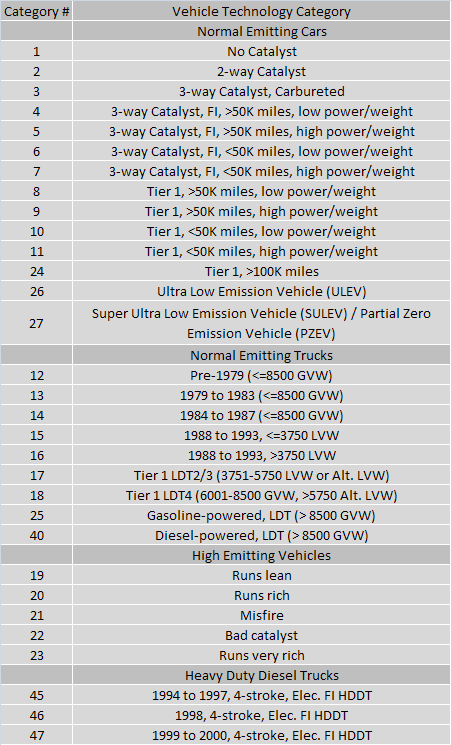 Category # Vehicle Technology Category
Normal Emitting Cars
1 No Catalyst
2 2-way Catalyst
3 3-way Catalyst, Carbureted
4 3-way Catalyst, FI, >50K miles, low power/weight
5 3-way Catalyst, FI, >50K miles, high power/weight
6 3-way Catalyst, FI, <50K miles, low power/weight
7 3-way Catalyst, FI, <50K miles, high power/weight
8 Tier 1, >50K miles, low power/weight
9 Tier 1, >50K miles, high power/weight
10 Tier 1, <50K miles, low power/weight
11 Tier 1, <50K miles, high power/weight
24 Tier 1, >100K miles
26 Ultra Low Emission Vehicle (ULEV)
27 Super Ultra Low Emission Vehicle (SULEV) / Partial Zero
Emission Vehicle (PZEV)
Normal Emitting Trucks
12 Pre-1979 (<=8500 GVW)
13 1979 to 1983 (<=8500 GVW)
14 1984 to 1987 (<=8500 GVW)
15 1988 to 1993, <=3750 LVW
16 1988 to 1993, >3750 LVW
17 Tier 1 LDT2/3 (3751-5750 LVW or Alt. LVW)
18 Tier 1 LDT4 (6001-8500 GVW, >5750 Alt. LVW)
25 Gasoline-powered, LDT (> 8500 GVW)
40 Diesel-powered, LDT (> 8500 GVW)
High Emitting Vehicles
19 Runs lean
20 Runs rich
21 Misfire
22 Bad catalyst
23 Runs very rich
Heavy Duty Diesel Trucks
45 1994 to 1997, 4-stroke, Elec. FI HDDT
46 1998, 4-stroke, Elec. FI HDDT
47 1999 to 2000, 4-stroke, Elec. FI HDDT